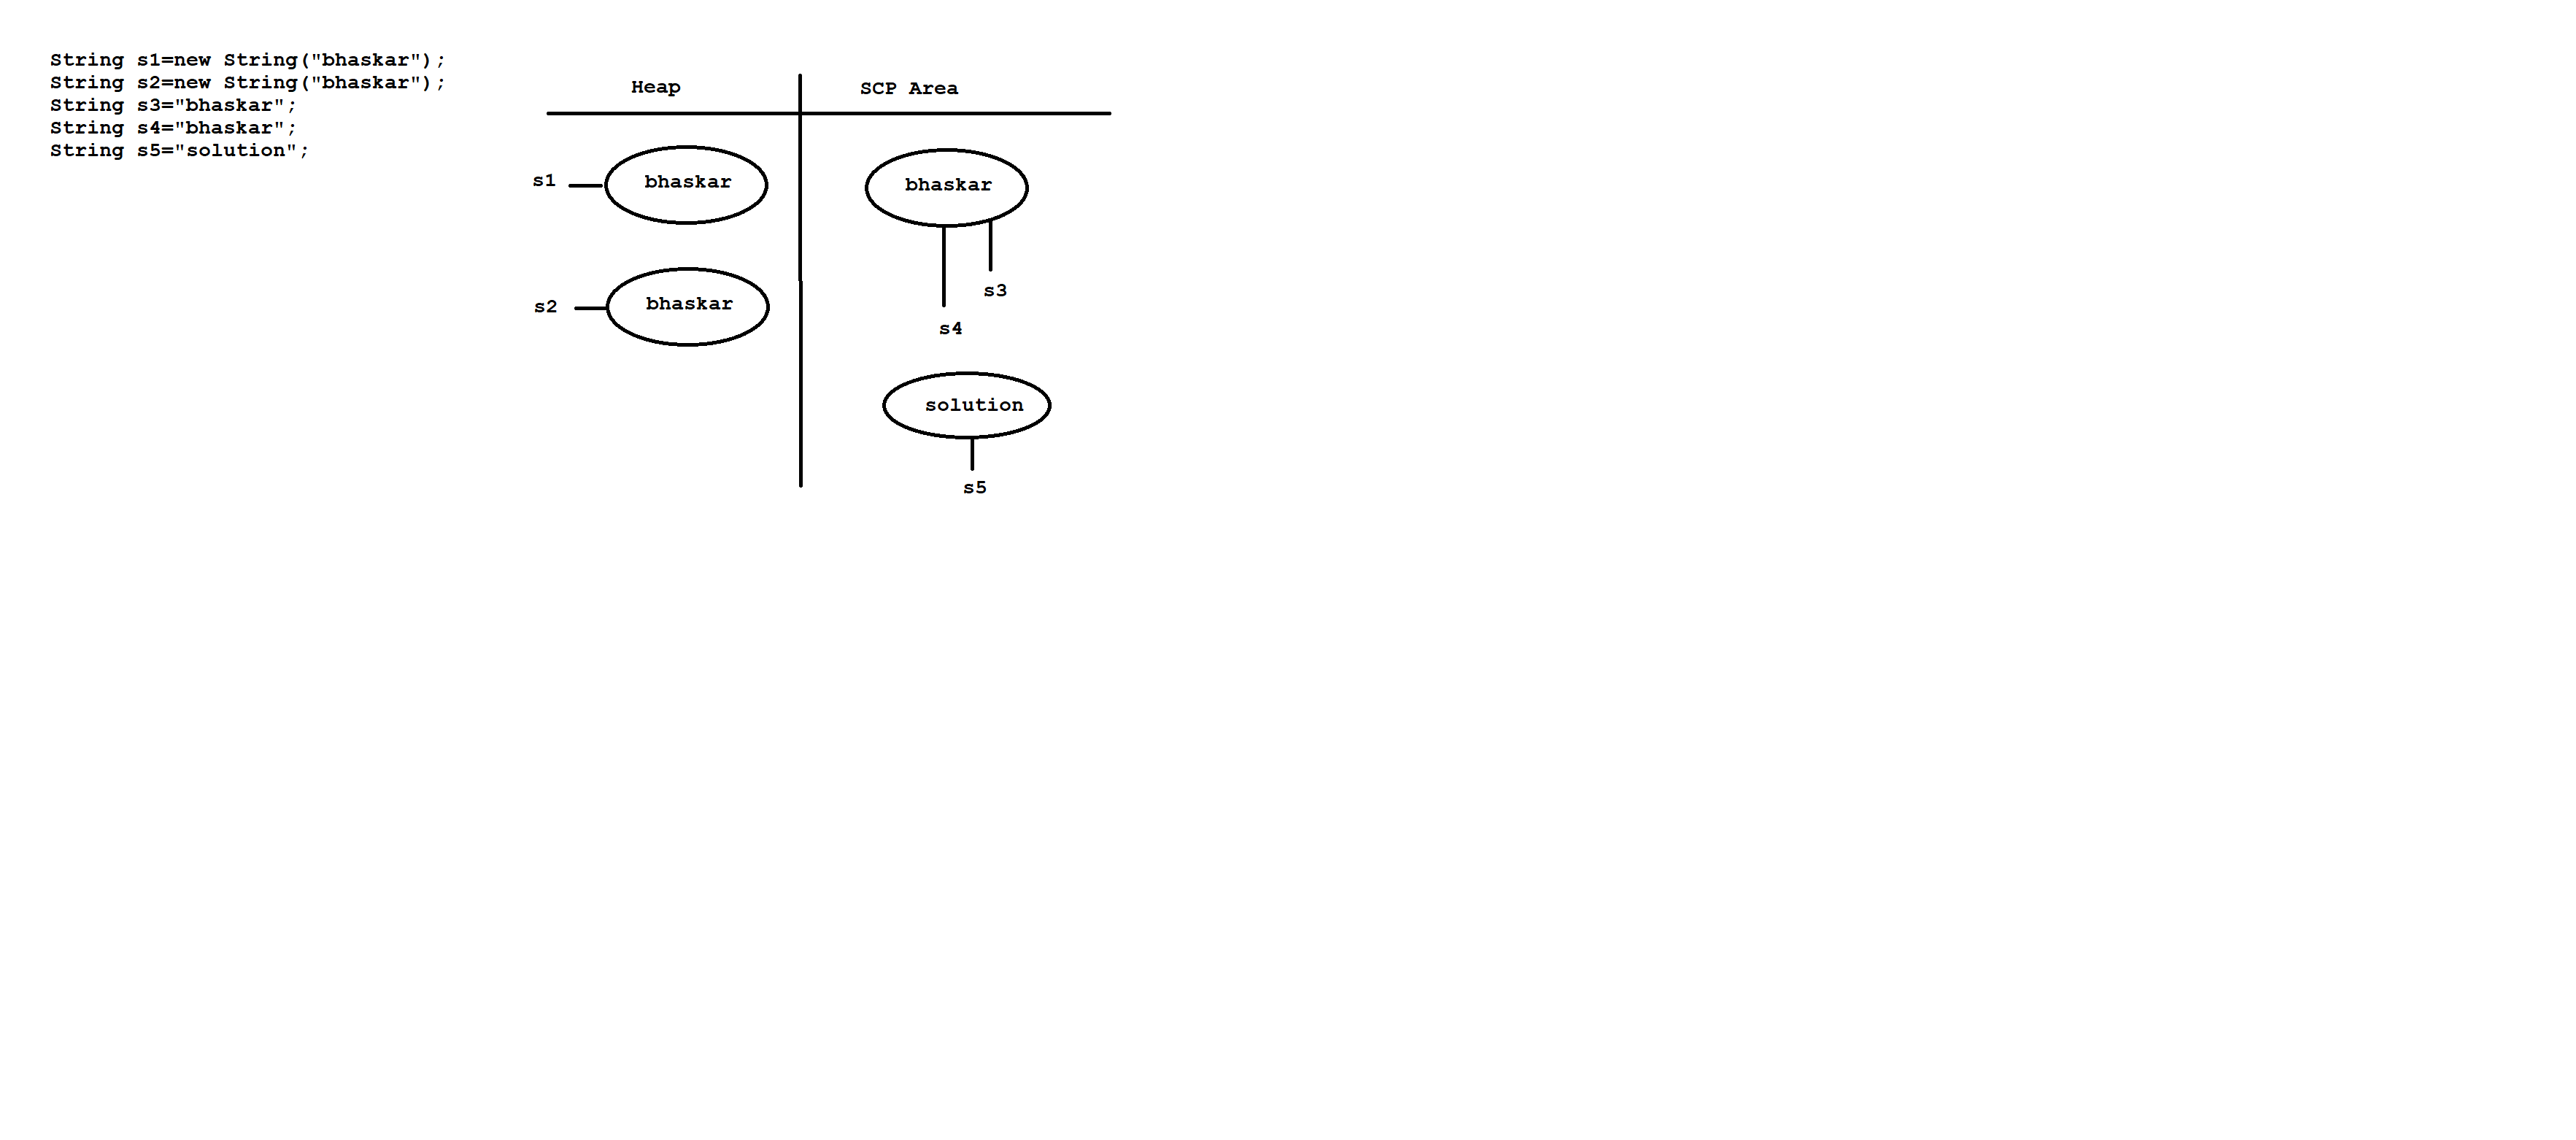 String s1=new String("bhaskar");
String s2=new String("bhaskar");
String s3="bhaskar";
String s4="bhaskar";
String s5="solution";
Heap
SCP Area
s1
bhaskar
bhaskar
s2
bhaskar
s3
s4
solution
s5